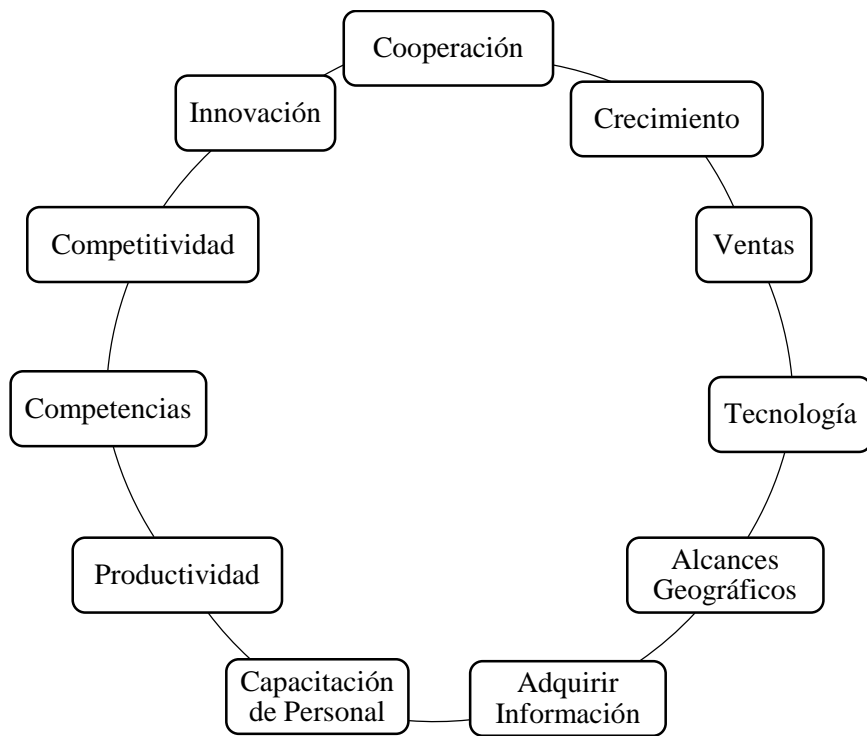 Cooperación
Crecimiento
Ventas
Tecnología
Alcances
Geográficos
Adquirir
Información
Capacitación
de Personal
Productividad
Competencias
Competitividad
Innovación